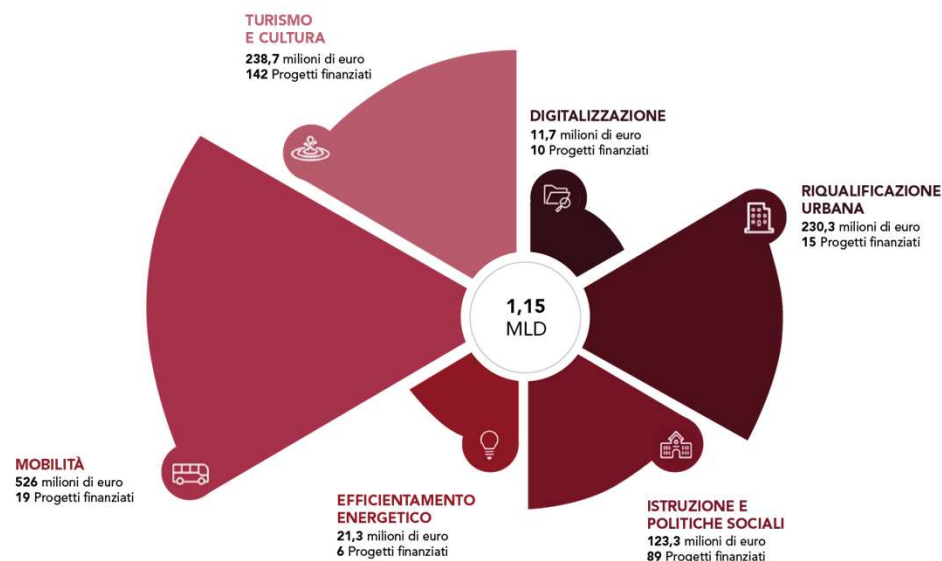 TURISMO
E CULTURA
238,7 milioni di euro
142 Progetti finanziati
DIGITALIZZAZIONE
11,7 milioni di euro
10 Progetti finanziati
RIQUALIFICAZIONE
URBANA
230,3 milioni di euro
15 Progetti finanziati
1,15
MLD
MOBILITÀ
526 milioni di euro
19 Progetti finanziati
EFFICIENTAMENTO
ENERGETICO
21,3 milioni di euro
6 Progetti finanziati
ISTRUZIONE E
POLITICHE SOCIALI
123,3 milioni di euro
89 Progetti finanziati